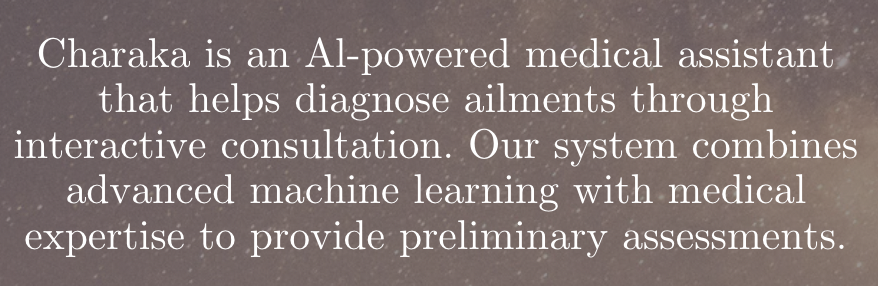 Charaka is an Al-powered medical assistant
that helps diagnose ailments through
interactive consultation. Our system combines
advanced machine learning with medical
expertise to provide preliminary assessments.